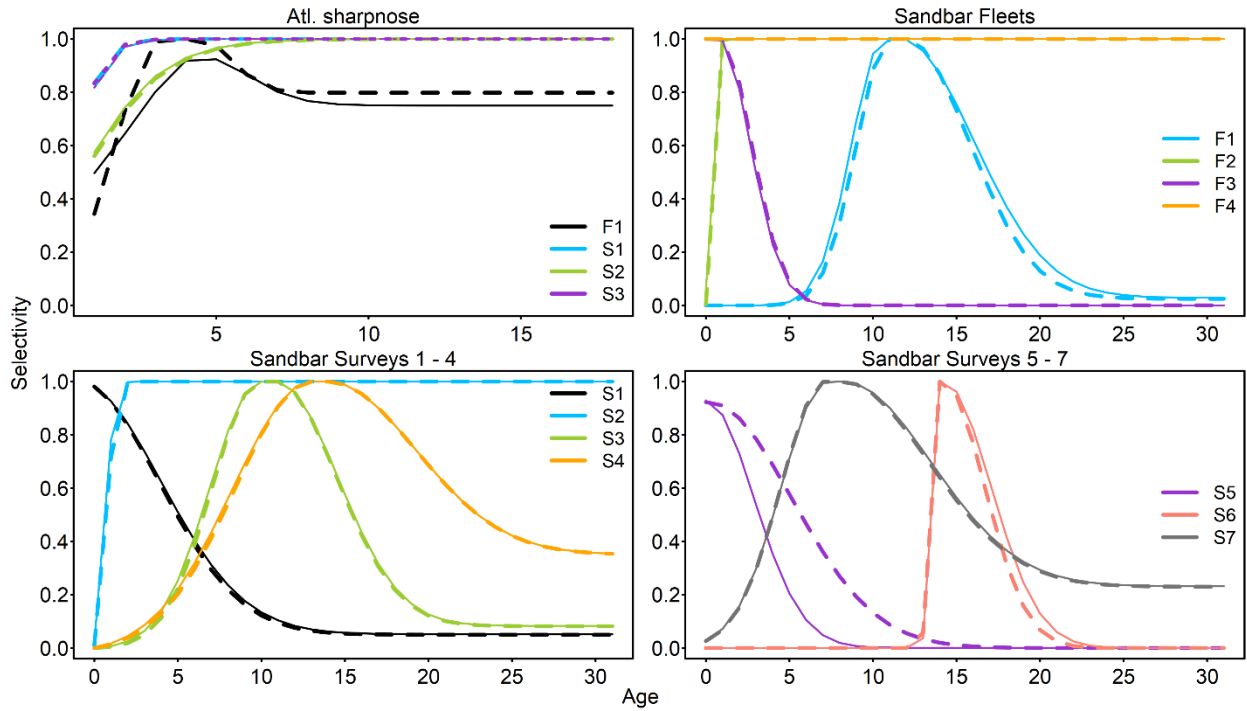 Atl. sharpnose
1.0
0.8
0.6
0.4
0.2
0.0
F1
S1
S2
S3
5
10
15
Sandbar Fleets
1.0
0.8
0.6
0.4
0.2
0.0
F1
F2
F3
F4
0
5
10
15
20
25
30
Selectivity
Sandbar Surveys 1 - 4
1.0
0.8
0.6
0.4
0.2
0.0
S1
S2
S3
S4
0
5
10
15
20
25
30
Sandbar Surveys 5 - 7
1.0
0.8
0.6
0.4
0.2
0.0
S5
S6
S7
0
5
10
15
20
25
30
Age